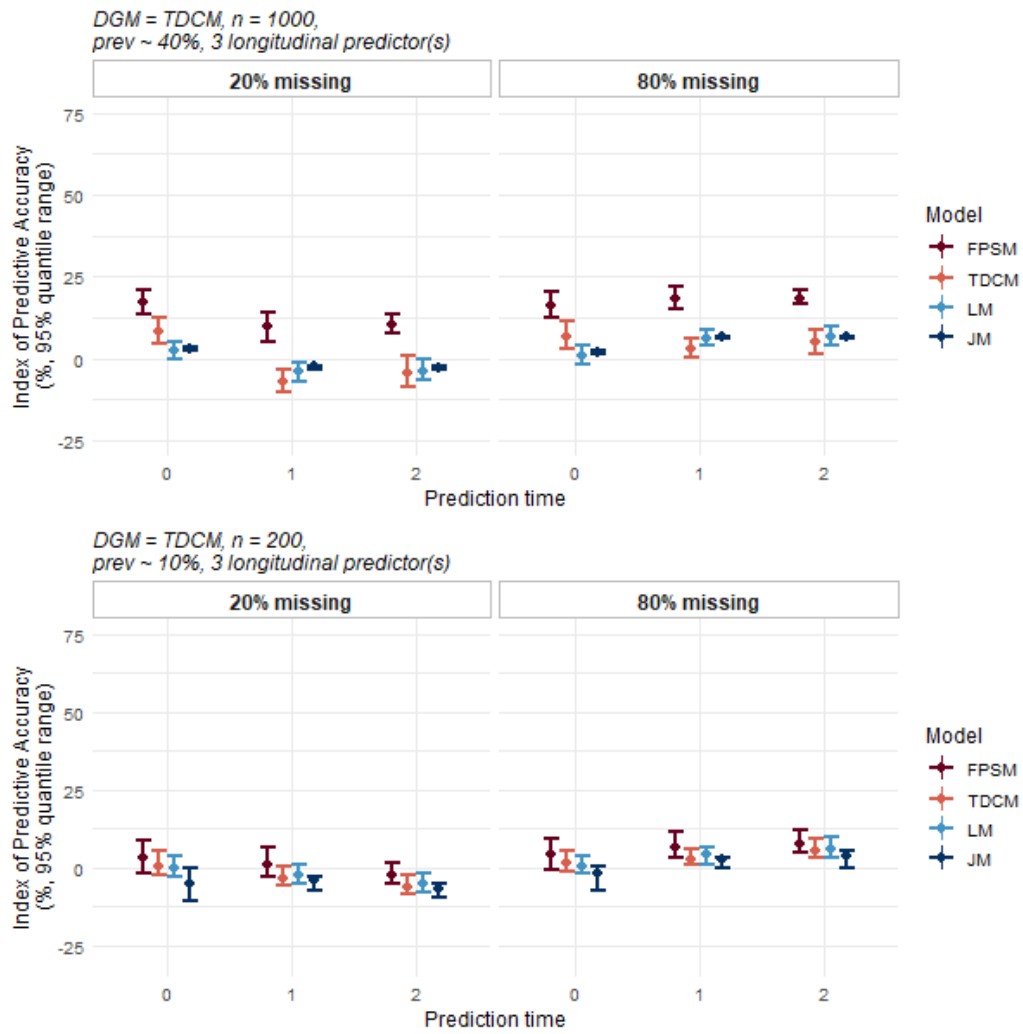 DGM = TDCM, n = 1000,
prev ~ 40%, 3 longitudinal predictor(s)
20% missing
80% missing
Index of Predictive Accuracy
(%, 95% quantile range)
75
50
25
0
-25
0
1
2
0
1
2
Prediction time
Model
FPSM
TDCM
LM
JM
DGM = TDCM, n = 200,
prev ~ 10%, 3 longitudinal predictor(s)
20% missing
80% missing
Index of Predictive Accuracy
(%, 95% quantile range)
75
50
25
0
-25
0
1
2
0
1
2
Prediction time
Model
FPSM
TDCM
LM
JM